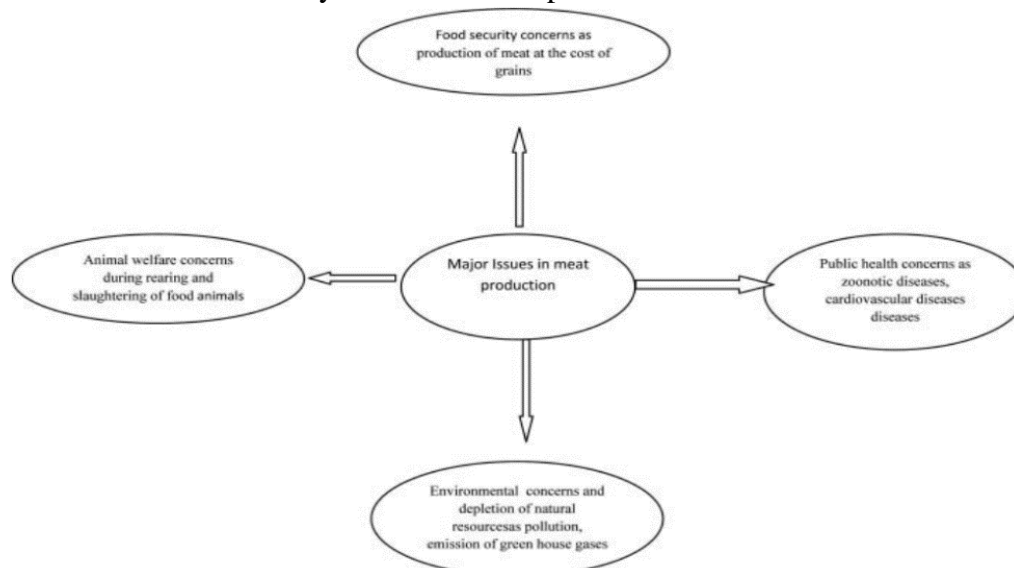 Food security concerns as
production of meat at the cost of
grains
Animal welfare concerns
during rearing and
slaughtering of food animals
Major Issues in meat
production
Public health concerns as
zoonotic diseases,
cardiovascular diseases
diseases
Environmental concerns and
depletion of natural
resourcesas pollution,
emission of green house gases